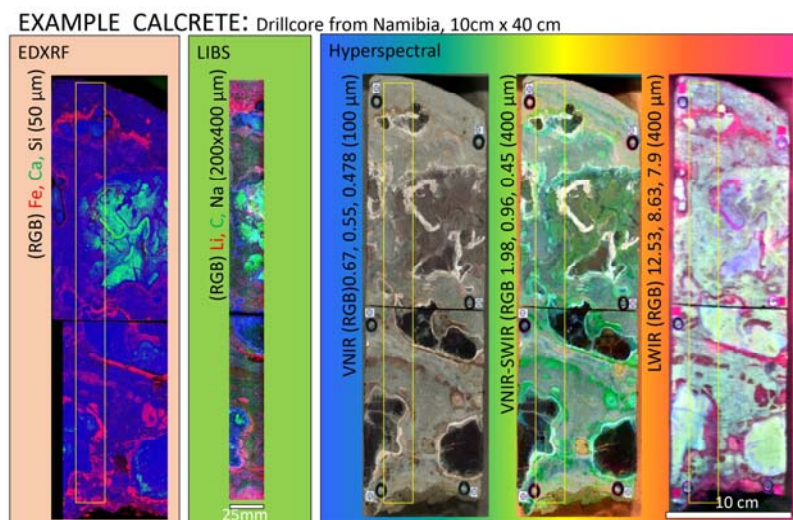 EXAMPLE CALCRETE: Drillcore from Namibia, 10cm x 40 cm
EDXRF
(RGB) Fe, Ca, Si (50 µm)
LIBS
(RGB) Li, C, Na (200x400 µm)
25mm
Hyperspectral
VNIR (RGB)0.67, 0.55, 0.478 (100 µm)
VNIR-SWIR (RGB 1.98, 0.96, 0.45 (400 µm)
LWIR (RGB) 12.53, 8.63, 7.9 (400 µm)
10 cm